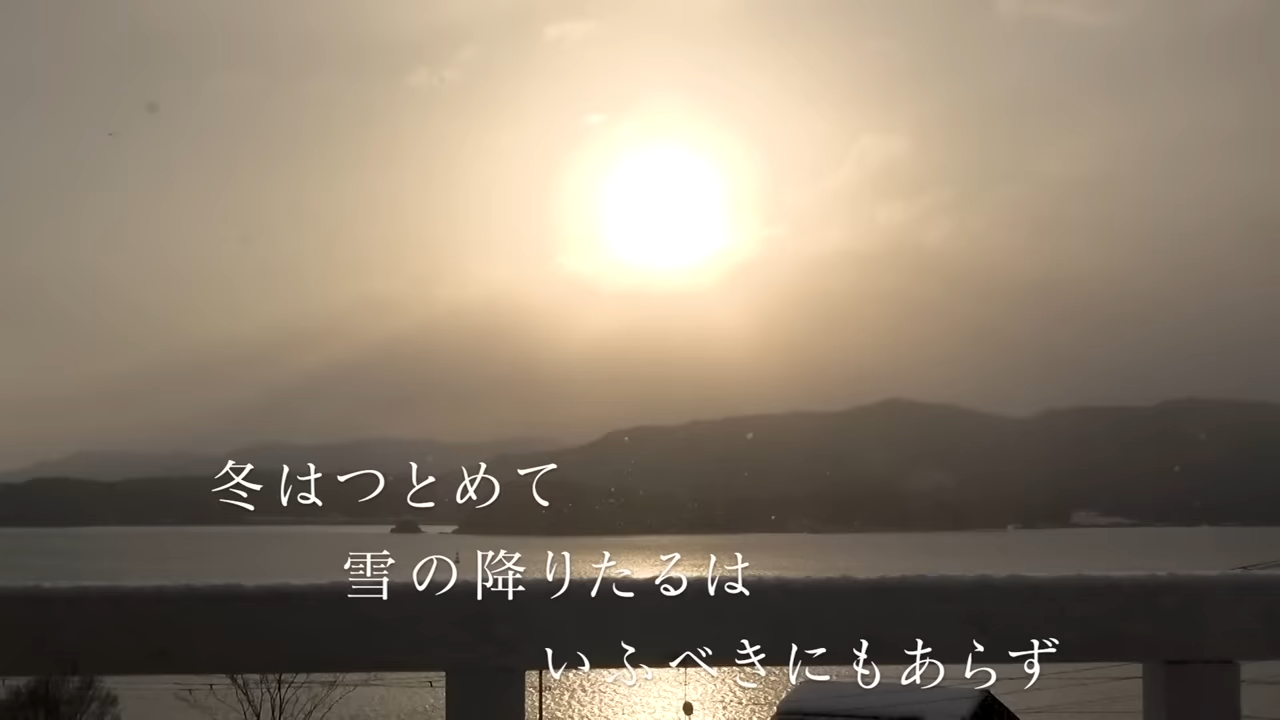 冬はつとめて
雪の降りたるは
いふべきにもあらず